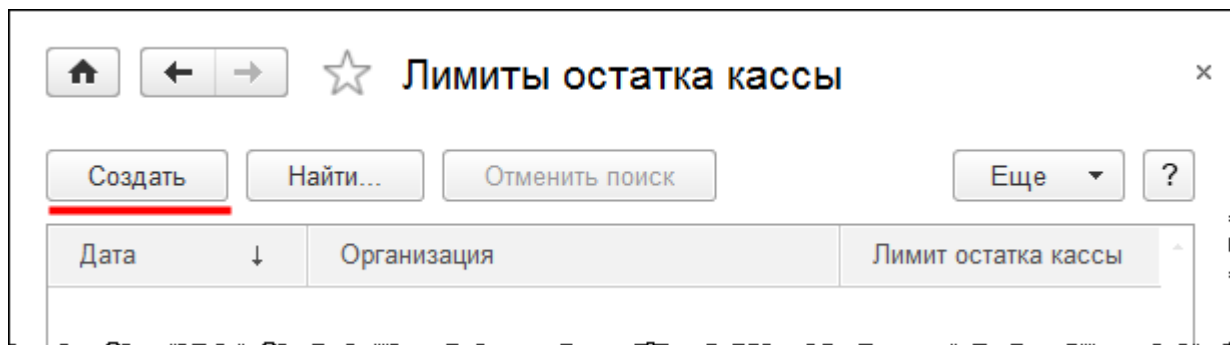 Лимиты остатка кассы
Создать Найти... Отменить поиск Еще ?
Дата ↓ Организация Лимит остатка кассы